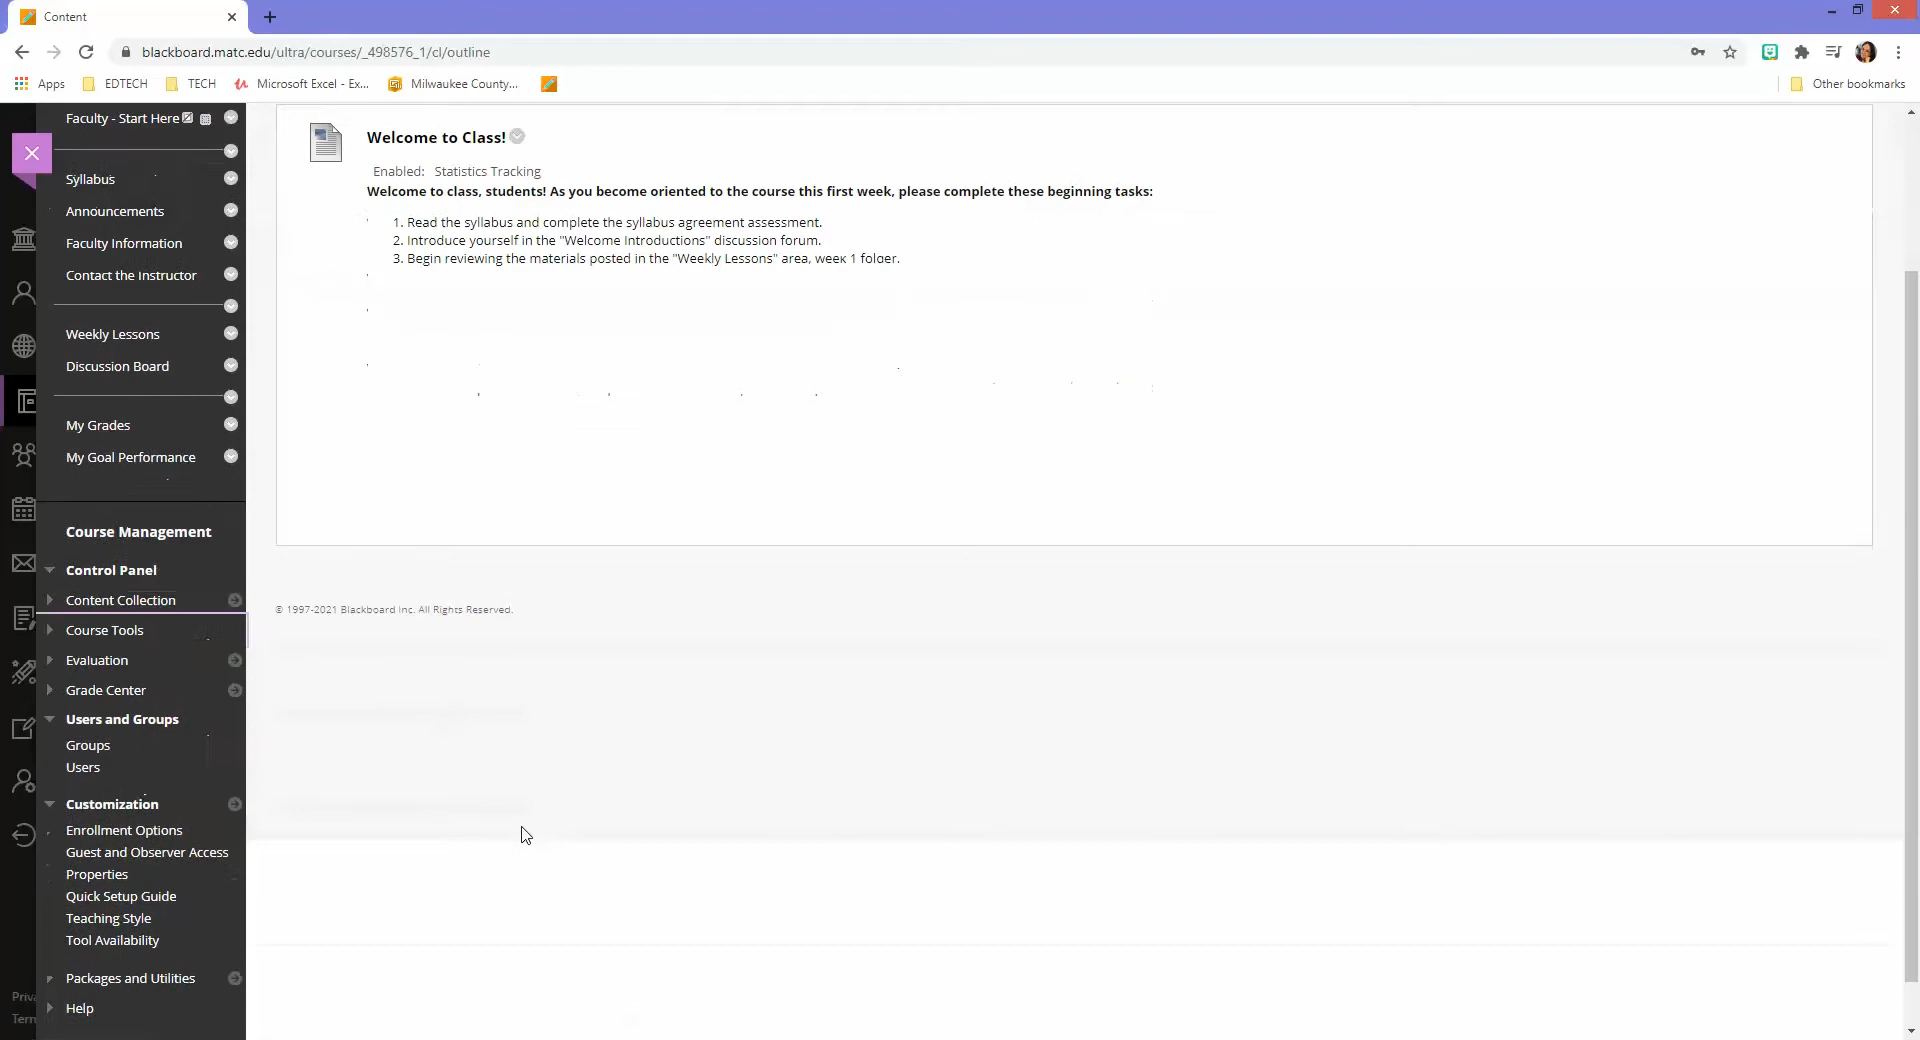 Content
blackboard.matc.edu/ultra/courses/_498576_1/cl/outline
Apps EDTECH TECH Microsoft Excel - Ex... Milwaukee County... Other bookmarks
Faculty - Start Here
Syllabus
Announcements
Faculty Information
Contact the Instructor
Weekly Lessons
Discussion Board
My Grades
My Goal Performance
Course Management
Control Panel
Content Collection
Course Tools
Evaluation
Grade Center
Users and Groups
Groups
Users
Customization
Enrollment Options
Guest and Observer Access
Properties
Quick Setup Guide
Teaching Style
Tool Availability
Packages and Utilities
Help
Priva
Term
Welcome to Class!
Enabled: Statistics Tracking
Welcome to class, students! As you become oriented to the course this first week, please complete these beginning tasks:
1. Read the syllabus and complete the syllabus agreement assessment.
2. Introduce yourself in the "Welcome Introductions" discussion forum.
3. Begin reviewing the materials posted in the "Weekly Lessons" area, week 1 folder.
© 1997-2021 Blackboard Inc. All Rights Reserved.